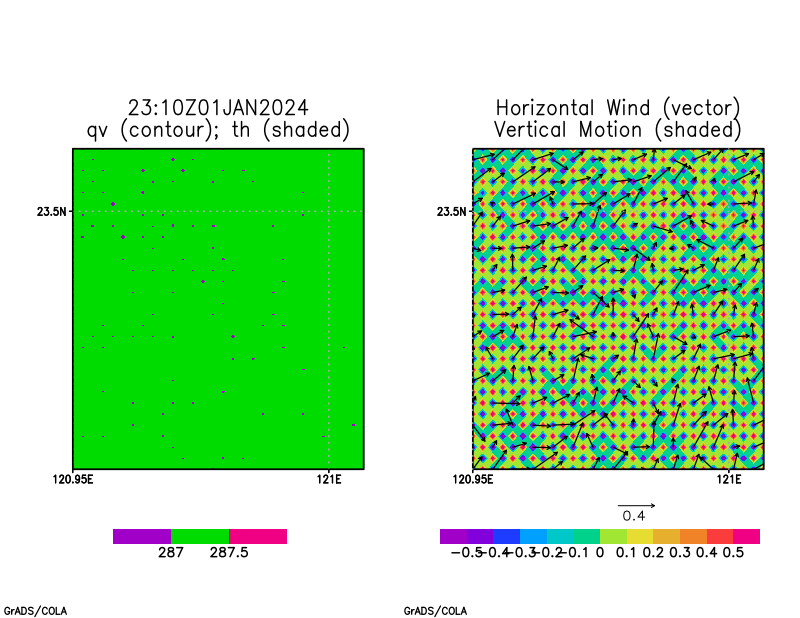 23:10Z01JAN2024
qv (contour); th (shaded)
23.5N
120.95E
121E
287
287.5
Horizontal Wind (vector)
Vertical Motion (shaded)
23.5N
120.95E
121E
0.4
-0.5 -0.4 -0.3 -0.2 -0.1 0 0.1 0.2 0.3 0.4 0.5
GrADS/COLA
GrADS/COLA